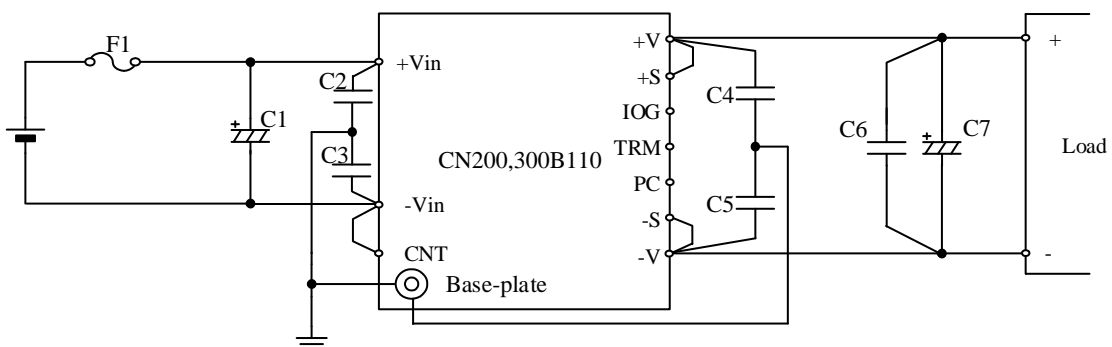 F1
+
C1
C2
C3
+Vin
-Vin
CNT
Base-plate
CN200,300B110
+V
+S
IOG
TRM
PC
-S
-V
C4
C5
C6
+
C7
+
Load
-